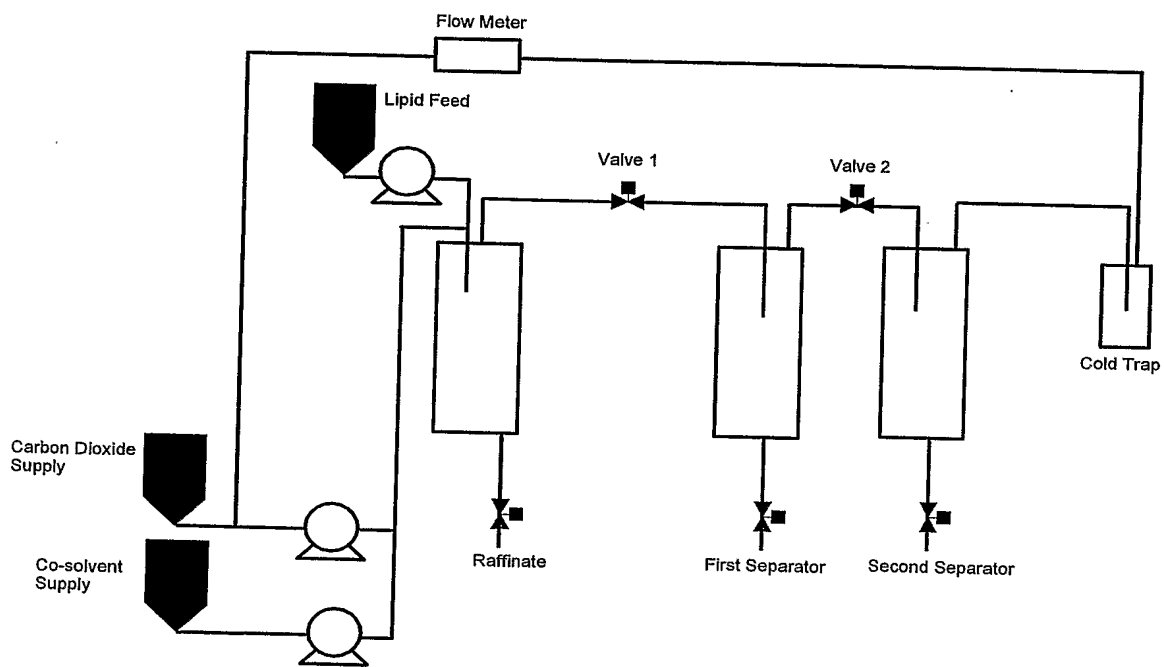 Flow Meter
Lipid Feed
Valve 1
Valve 2
Cold Trap
Carbon Dioxide
Supply
Co-solvent
Supply
Raffinate
First Separator
Second Separator